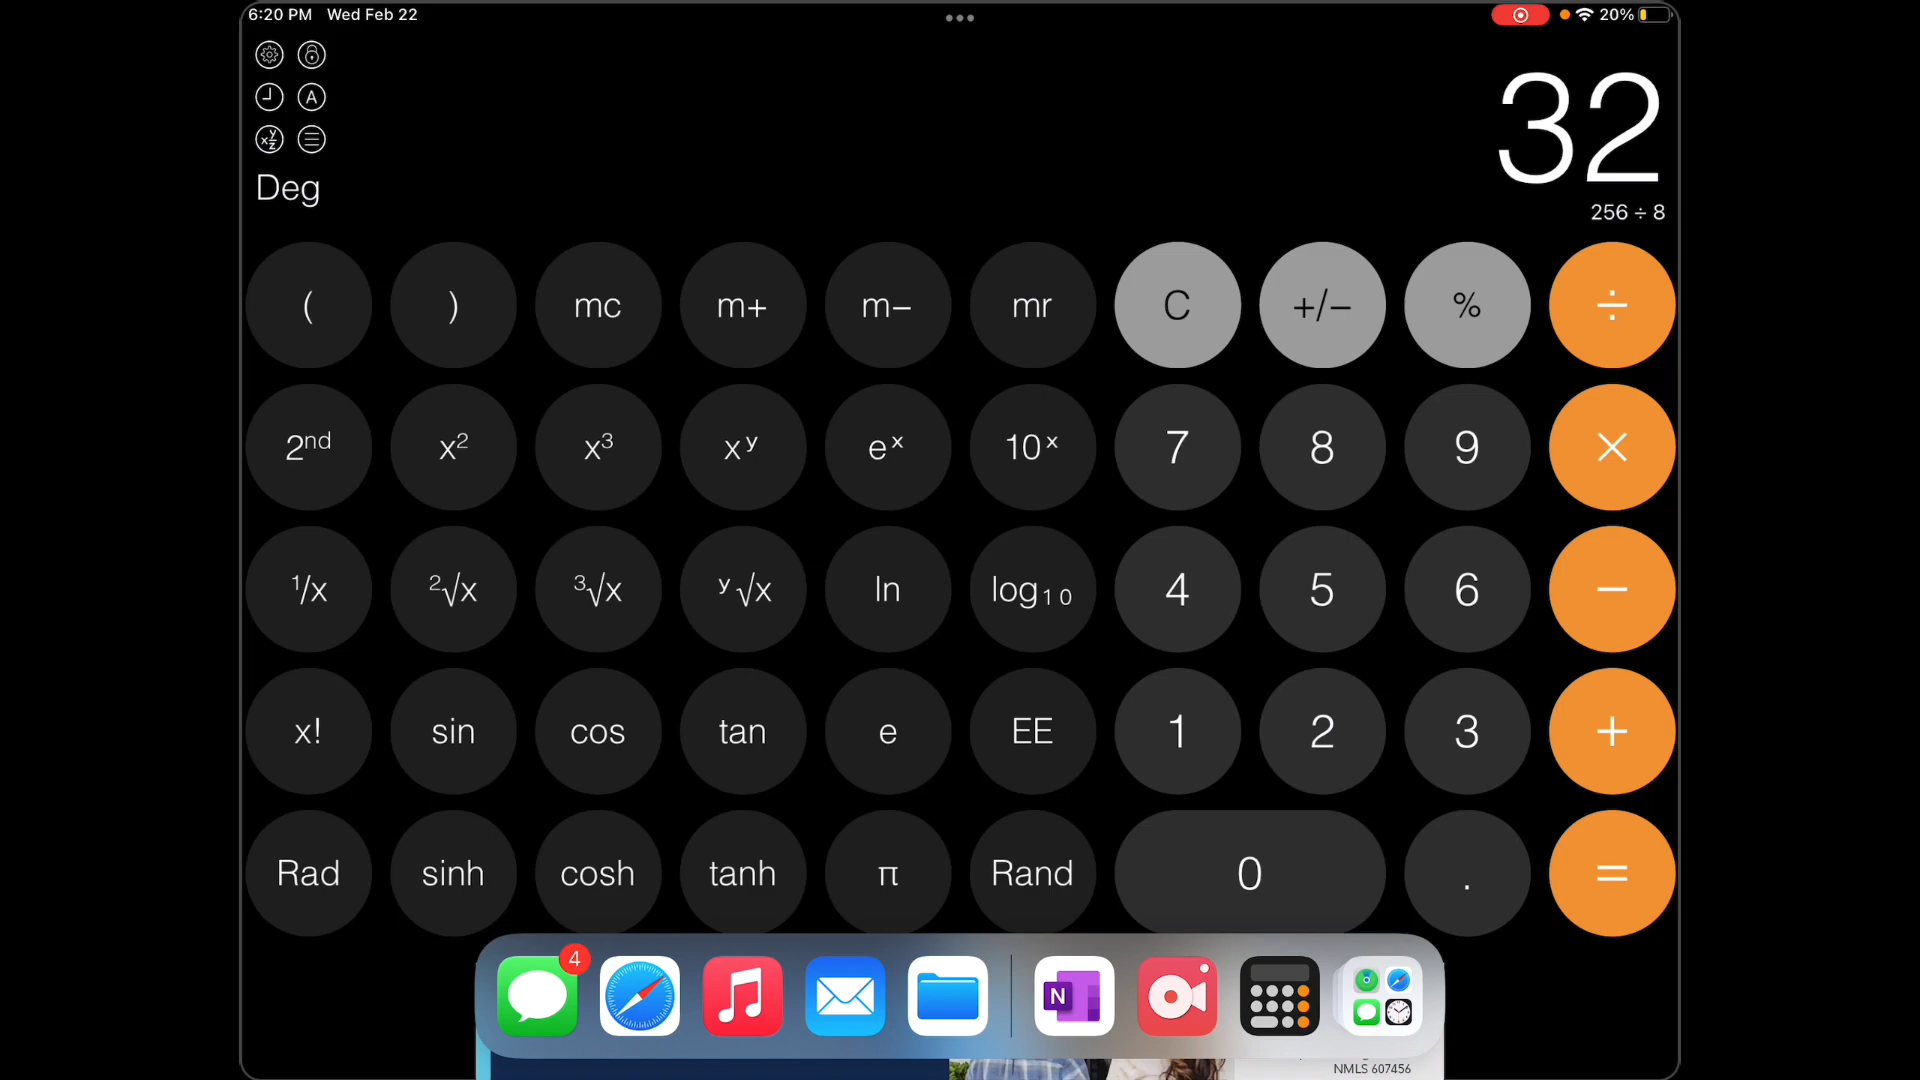 6:20 PM Wed Feb 22
20%
A
x y z
Deg
32
256 ÷ 8
( ) mc m+ m− mr C +/− % ÷
2nd x² x³ xʸ eˣ 10ˣ 7 8 9 ×
1/x ²√x ³√x ʸ√x ln log₁₀ 4 5 6 −
x! sin cos tan e EE 1 2 3 +
Rad sinh cosh tanh π Rand 0 . =
4
N
NMLS 607456